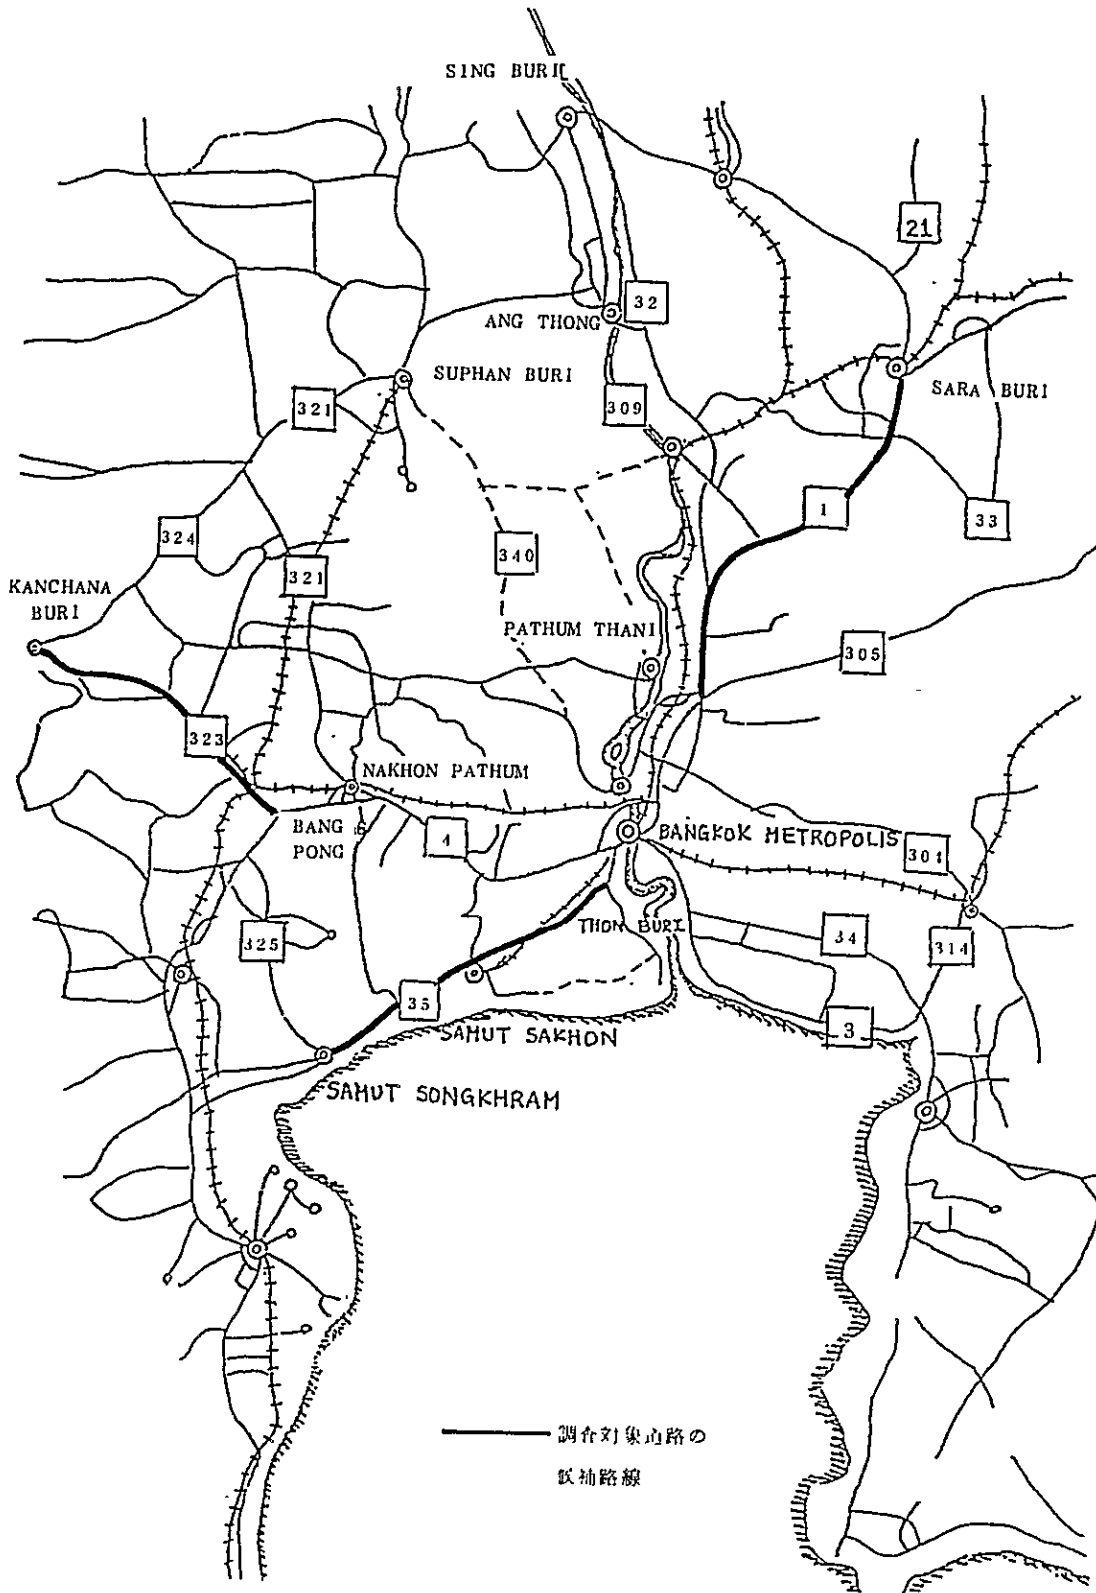 SING BURI
21
32
ANG THONG
SUPHAN BURI
SARA BURI
321
309
1
33
324
340
321
KANCHANA
BURI
PATHUM THANI
305
323
NAKHON PATHUM
BANG
PONG
4
BANGKOK METROPOLIS
301
THON BURI
325
34
314
35
3
SAMUT SAKHON
SAMUT SONGKHRAM
調査対象道路の
候補路線